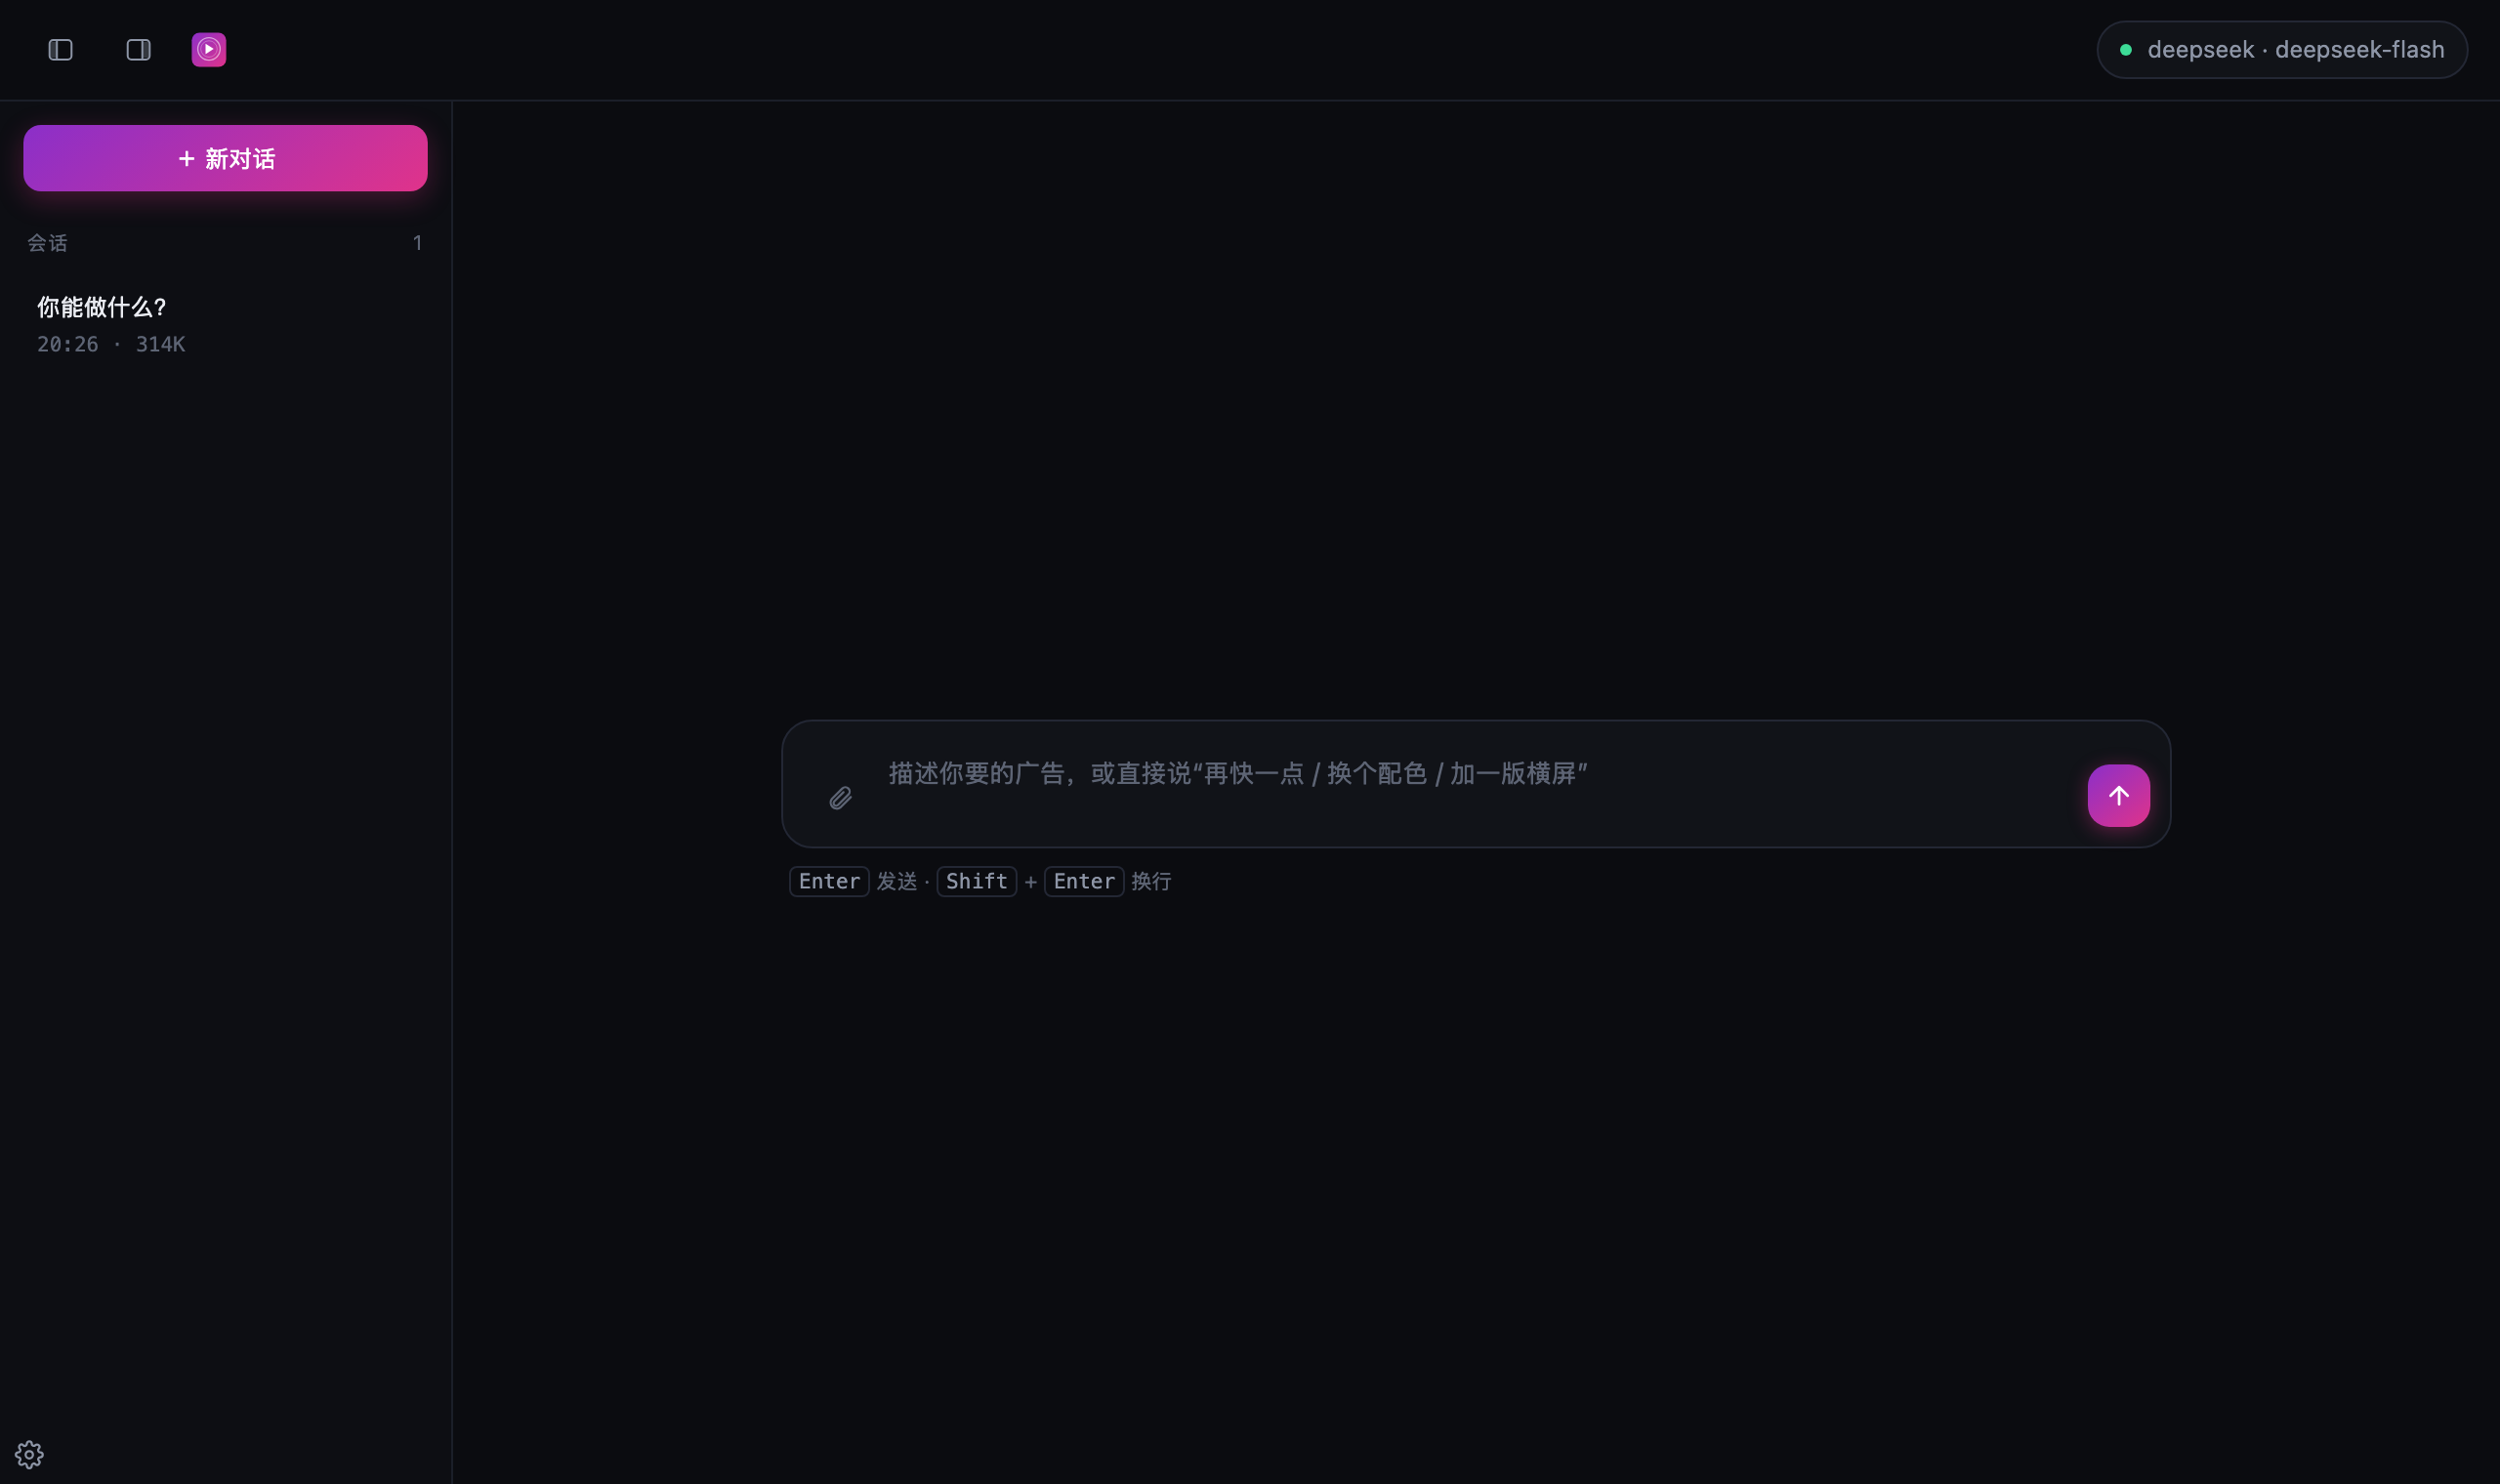 deepseek · deepseek-flash
+ 新对话
会话 1
你能做什么?
20:26 · 314K
描述你要的广告，或直接说“再快一点 / 换个配色 / 加一版横屏”
Enter 发送 · Shift + Enter 换行